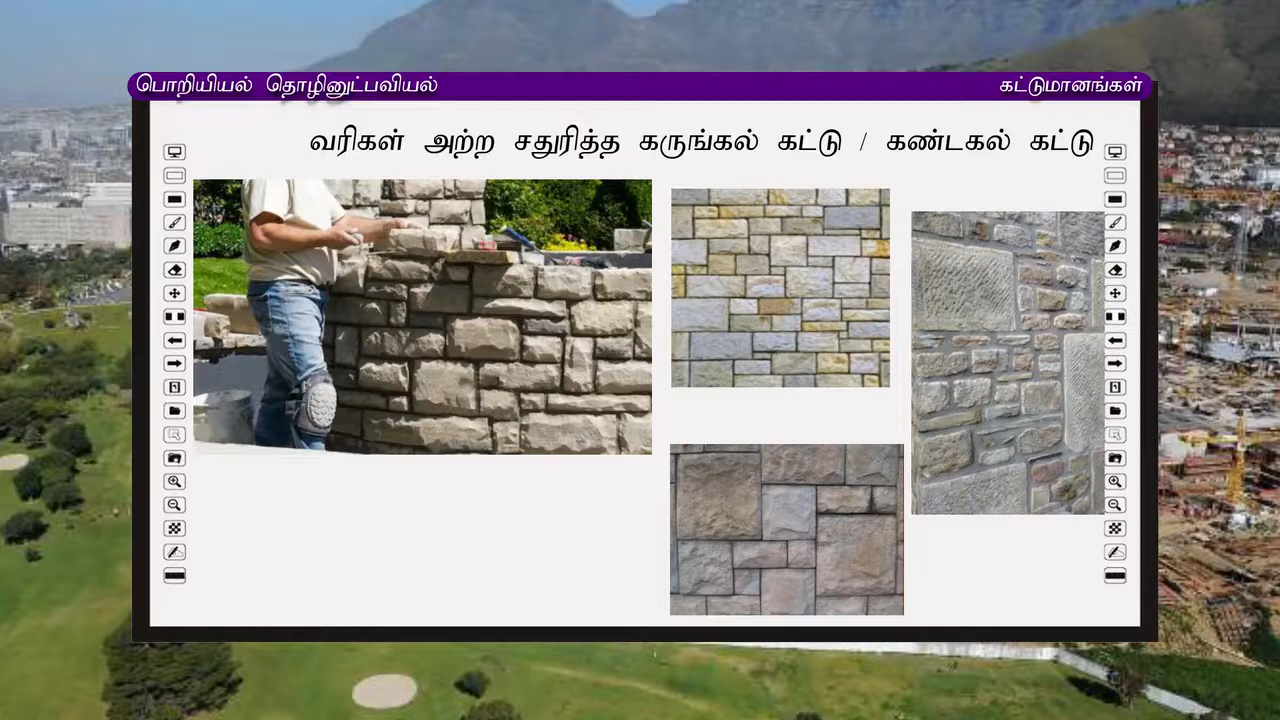 பொறியியல் தொழினுட்பவியல்
கட்டுமானங்கள்
வரிகள் அற்ற சதுரித்த கருங்கல் கட்டு / கண்டகல் கட்டு